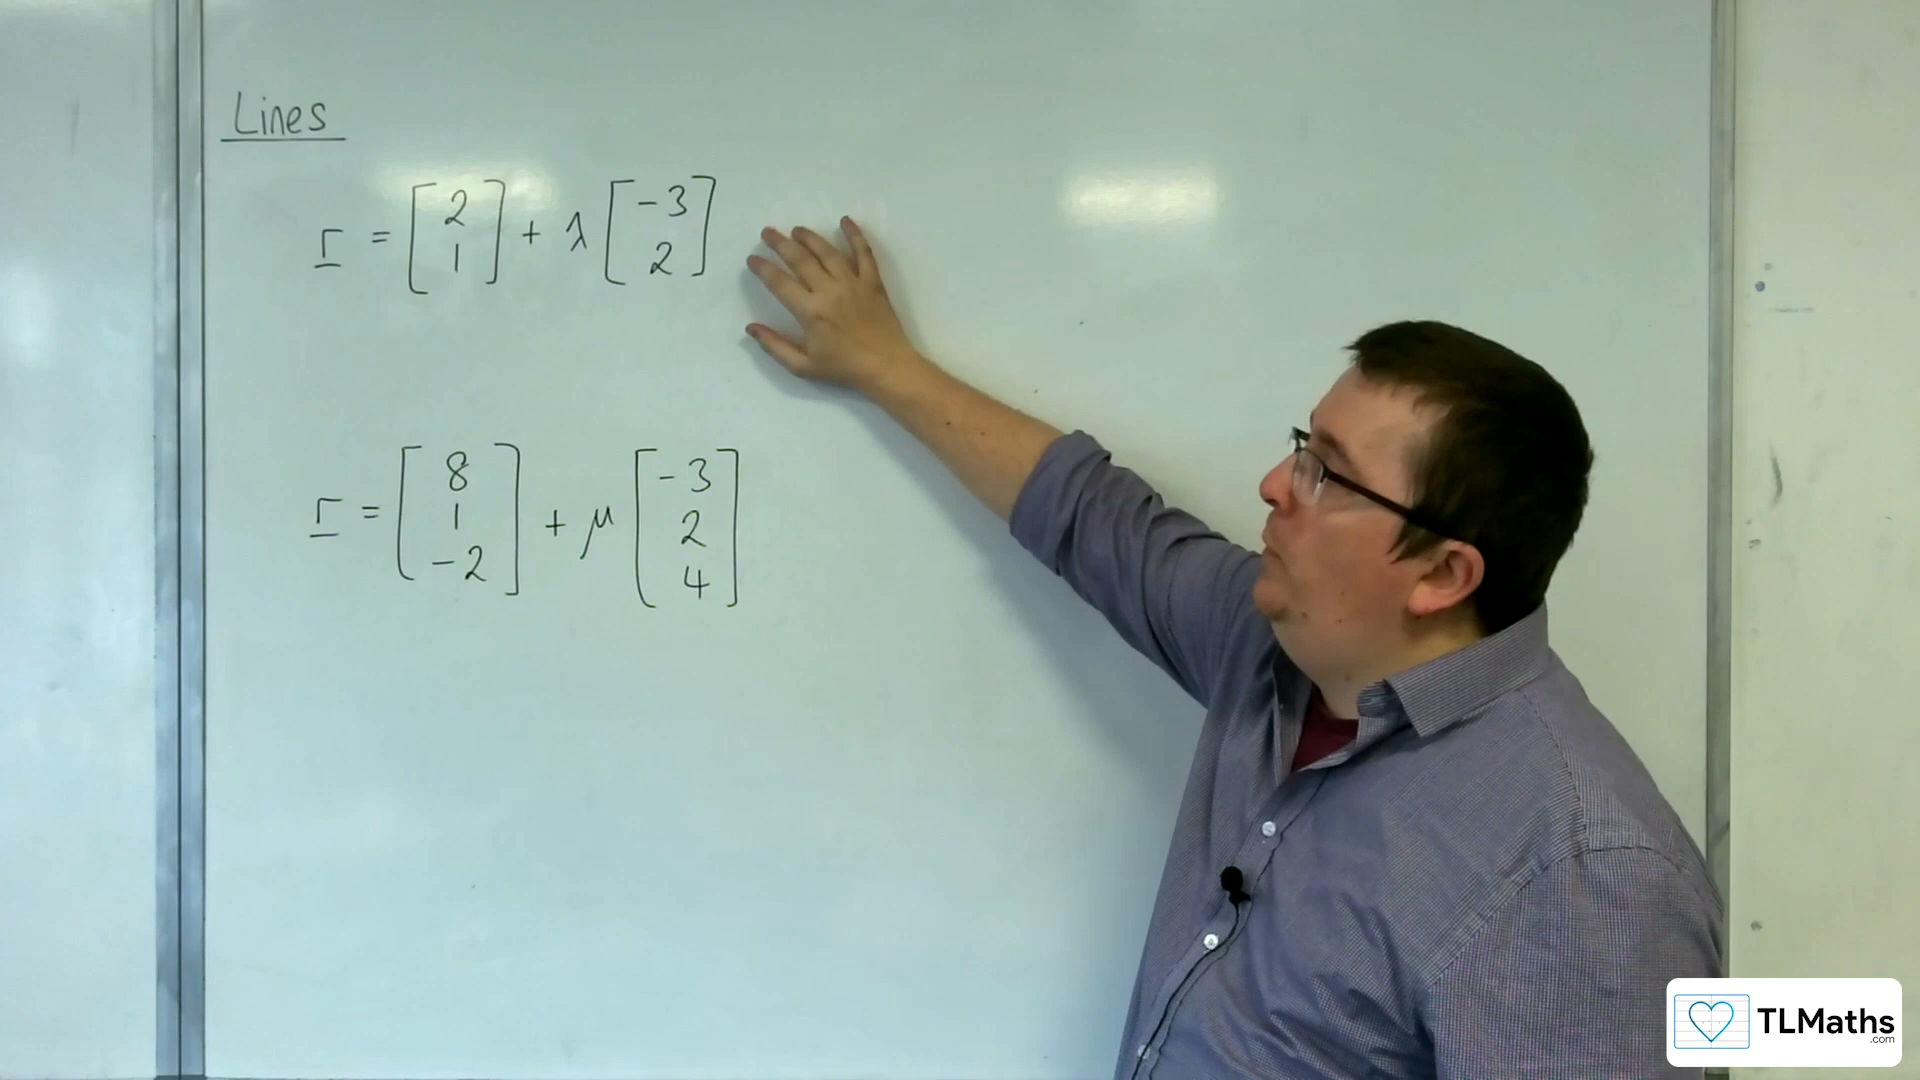 Lines
r = [2 1] + λ [-3 2]
r = [8 1 -2] + μ [-3 2 4]
TLMaths
.com